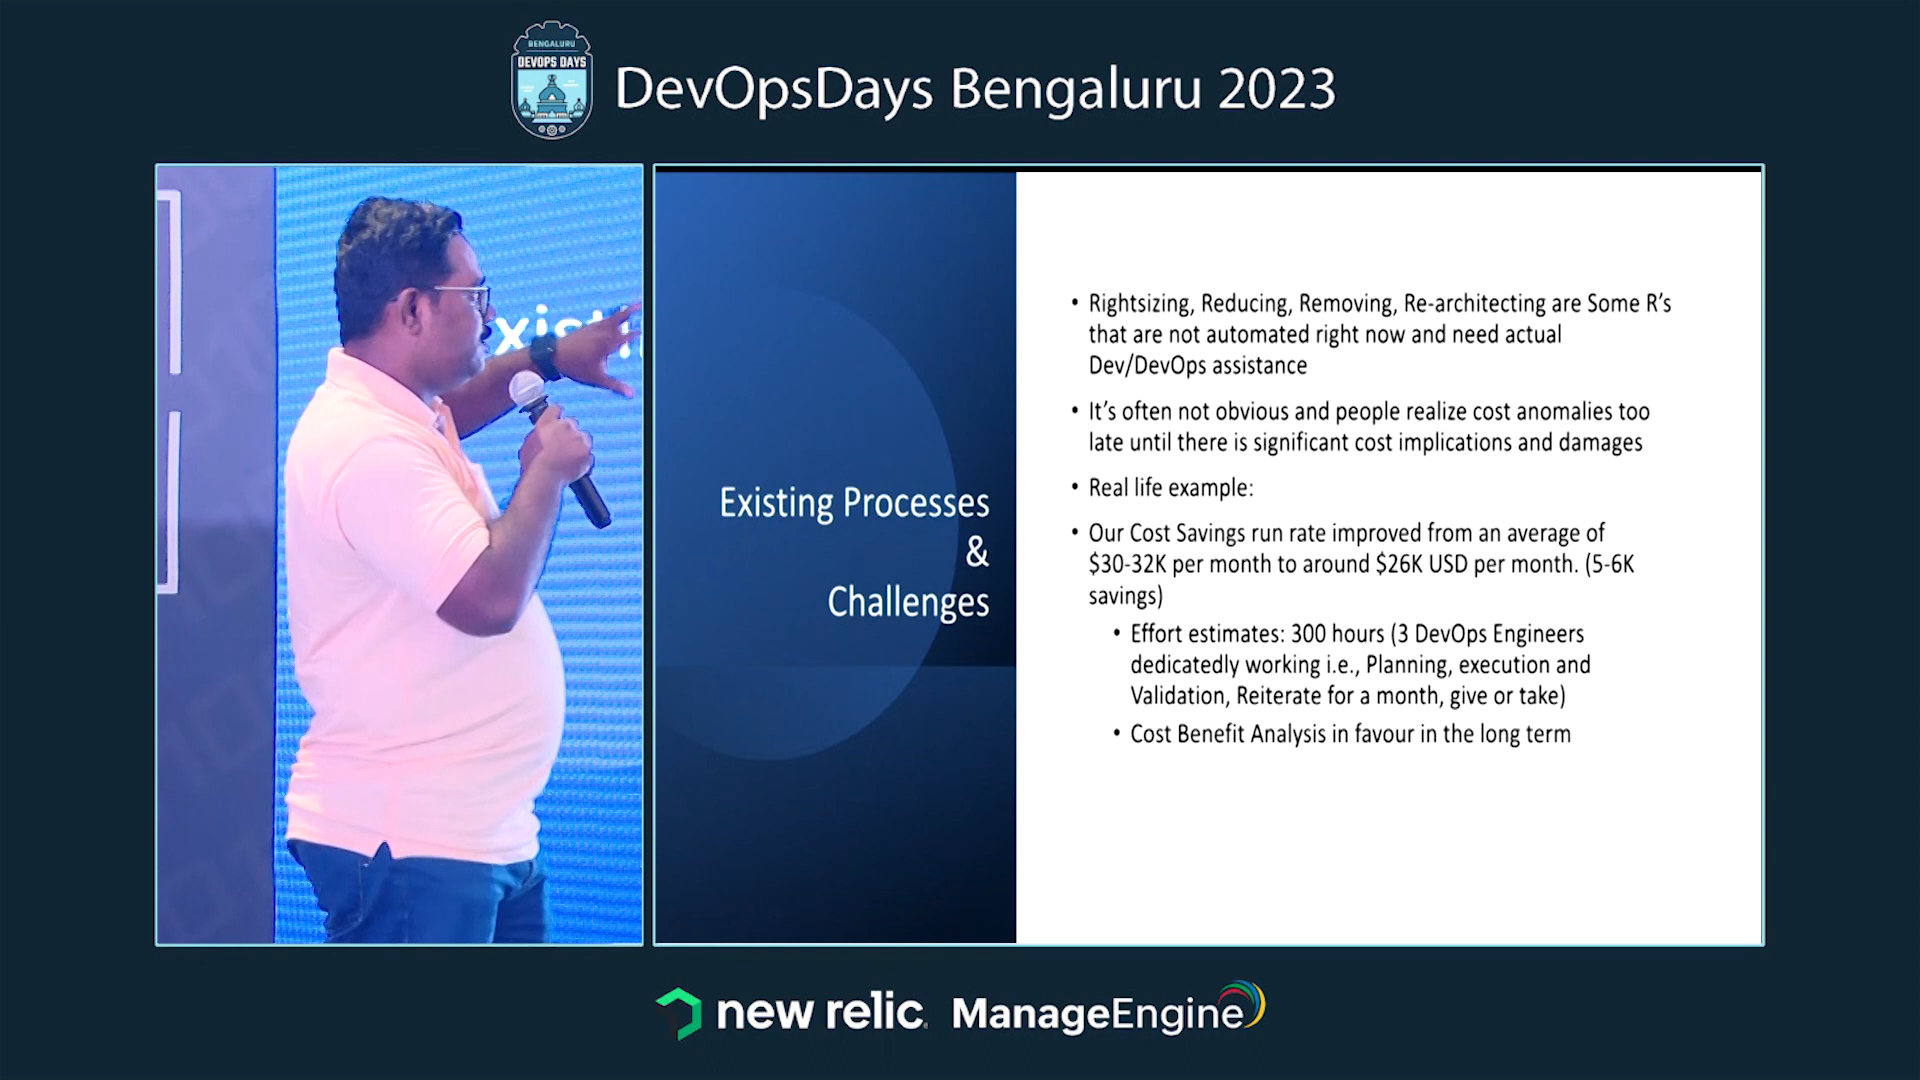 BENGALURU
DEVOPS DAYS
DevOpsDays Bengaluru 2023
Existing Processes
&
Challenges
• Rightsizing, Reducing, Removing, Re-architecting are Some R's
that are not automated right now and need actual
Dev/DevOps assistance
• It's often not obvious and people realize cost anomalies too
late until there is significant cost implications and damages
• Real life example:
• Our Cost Savings run rate improved from an average of
$30-32K per month to around $26K USD per month. (5-6K
savings)
• Effort estimates: 300 hours (3 DevOps Engineers
dedicatedly working i.e., Planning, execution and
Validation, Reiterate for a month, give or take)
• Cost Benefit Analysis in favour in the long term
new relic
ManageEngine